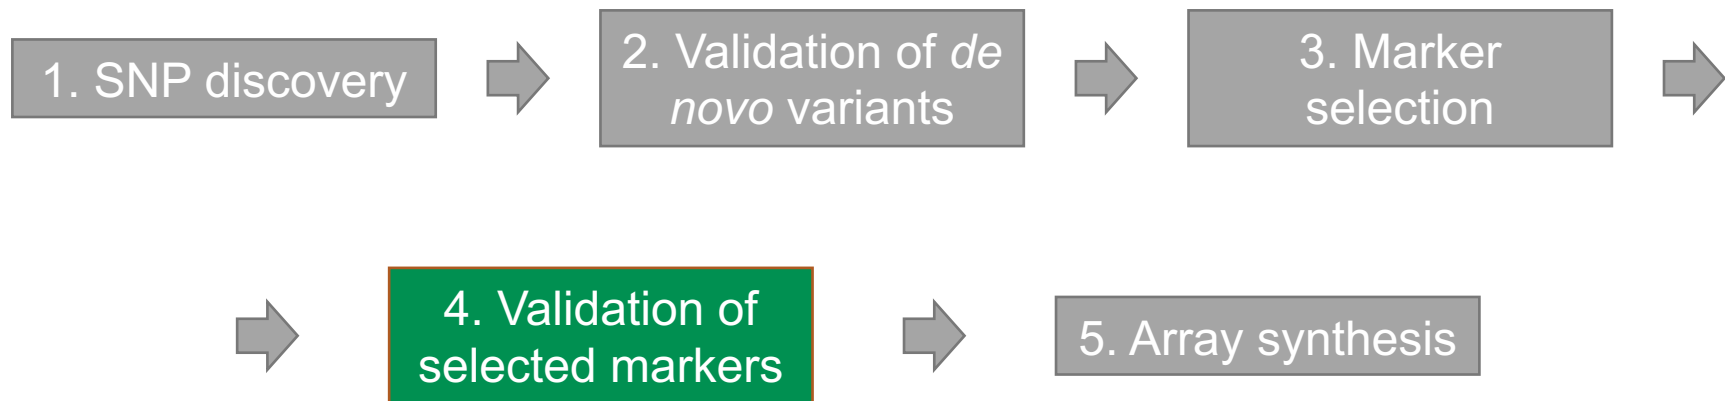 1. SNP discovery
2. Validation of de
novo variants
3. Marker
selection
4. Validation of
selected markers
5. Array synthesis